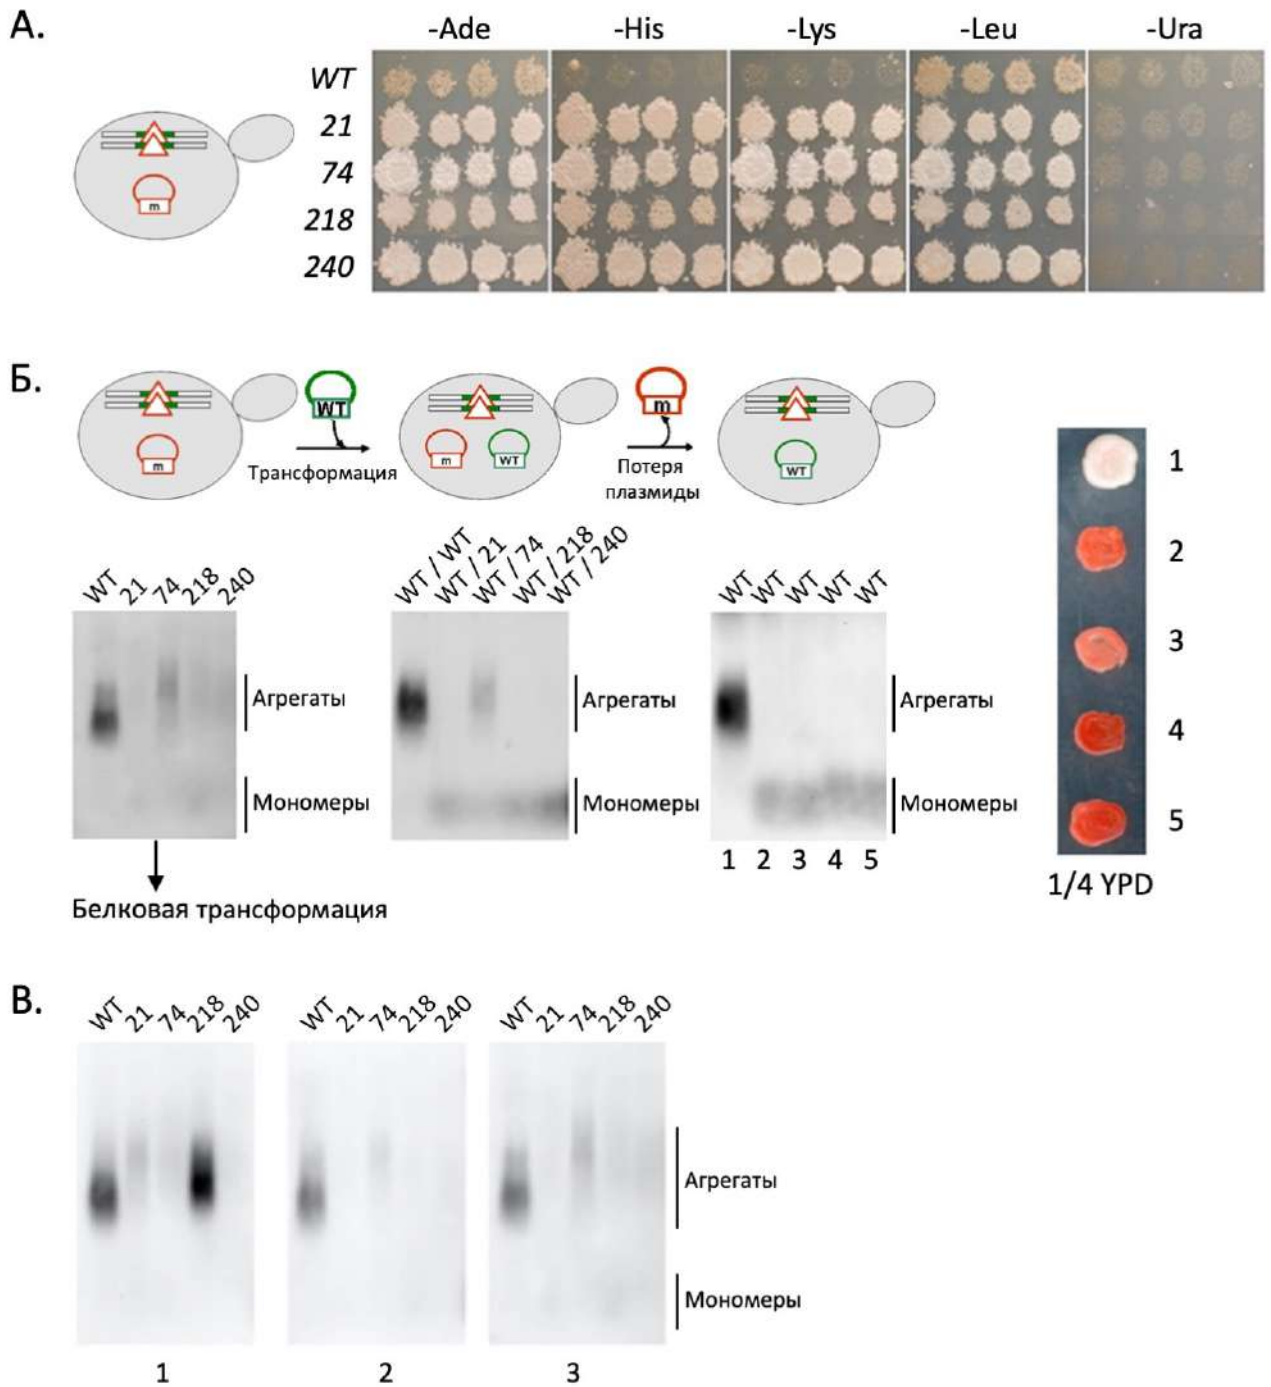 А.
-Ade -His -Lys -Leu -Ura
WT
21
74
218
240
m
Б.
m
WT
Трансформация
m
WT
m
Потеря
плазмиды
WT
WT 21 74 218 240
Агрегаты
Мономеры
WT / WT WT / 21 WT / 74 WT / 218 WT / 240
Агрегаты
Мономеры
WT WT WT WT WT
Агрегаты
Мономеры
1 2 3 4 5
1
2
3
4
5
1/4 YPD
Белковая трансформация
В.
WT 21 74 218 240
WT 21 74 218 240
WT 21 74 218 240
Агрегаты
Мономеры
1 2 3